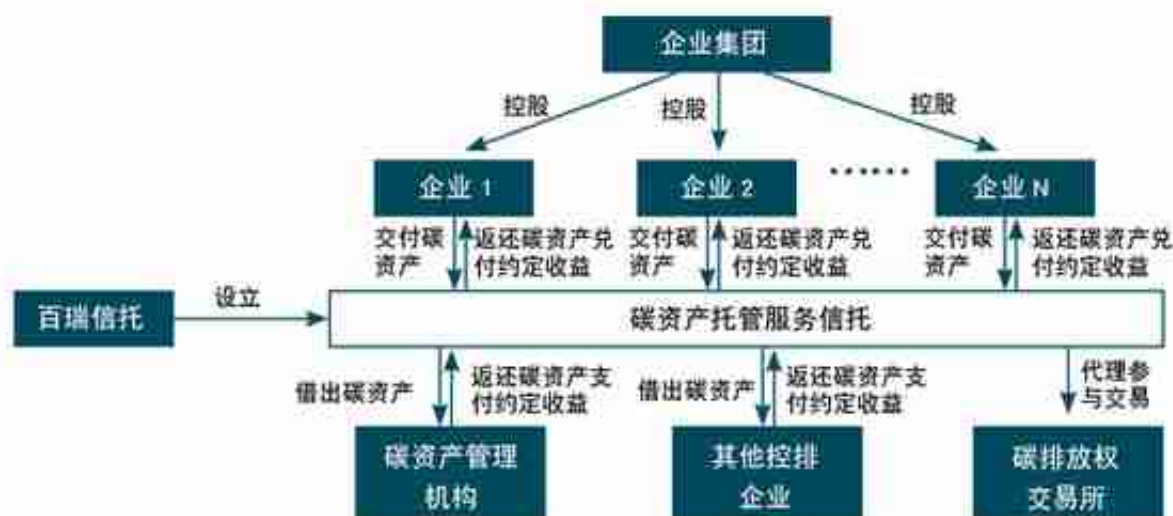 企业集团
控股
控股
控股
企业 1
企业 2
……
企业 N
交付碳
资产
返还碳资产兑
付约定收益
交付碳
资产
返还碳资产兑
付约定收益
交付碳
资产
返还碳资产兑
付约定收益
百瑞信托
设立
碳资产托管服务信托
借出碳资产
返还碳资产支
付约定收益
借出碳资产
返还碳资产支
付约定收益
代理参
与交易
碳资产管理
机构
其他控排
企业
碳排放权
交易所